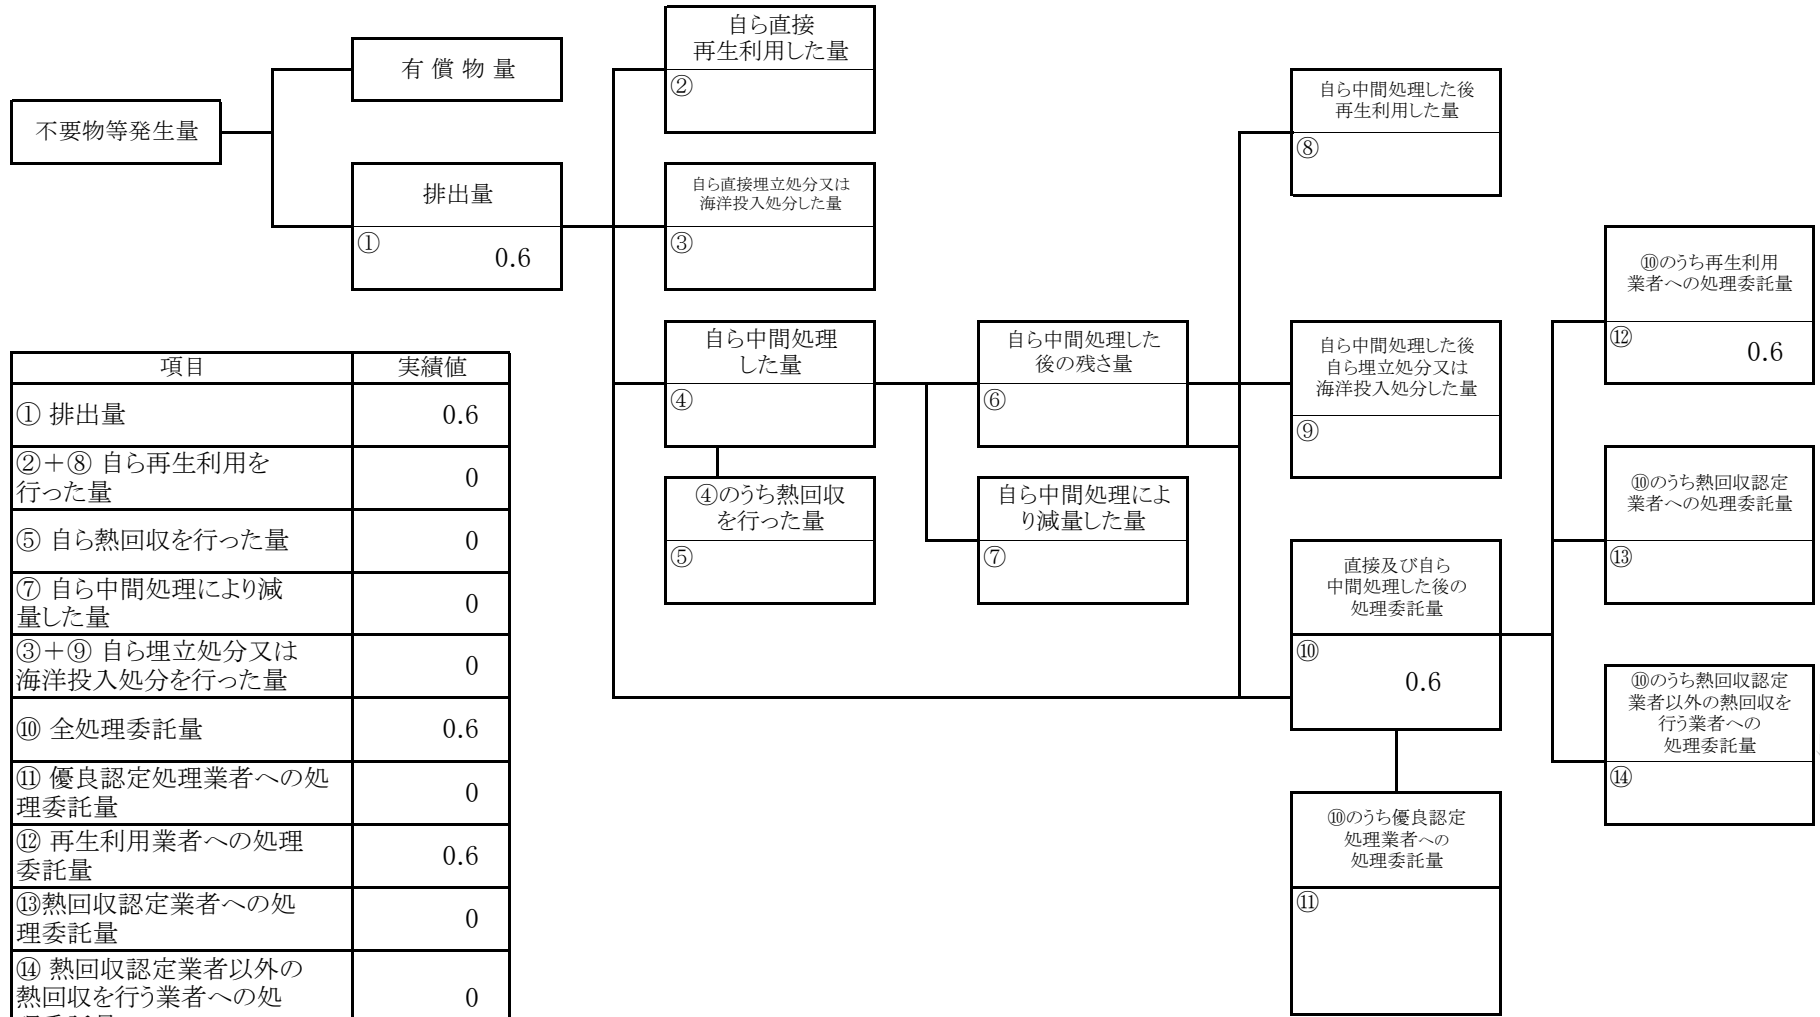 不要物等発生量
有 償 物 量
排出量
①
0.6
自ら直接
再生利用した量
②
自ら直接埋立処分又は
海洋投入処分した量
③
自ら中間処理
した量
④
④のうち熱回収
を行った量
⑤
自ら中間処理した
後の残さ量
⑥
自ら中間処理によ
り減量した量
⑦
自ら中間処理した後
再生利用した量
⑧
自ら中間処理した後
自ら埋立処分又は
海洋投入処分した量
⑨
直接及び自ら
中間処理した後の
処理委託量
⑩
0.6
⑩のうち優良認定
処理業者への
処理委託量
⑪
⑩のうち再生利用
業者への処理委託量
⑫
0.6
⑩のうち熱回収認定
業者への処理委託量
⑬
⑩のうち熱回収認定
業者以外の熱回収を
行う業者への
処理委託量
⑭
項目 実績値
① 排出量 0.6
②＋⑧ 自ら再生利用を
行った量 0
⑤ 自ら熱回収を行った量 0
⑦ 自ら中間処理により減
量した量 0
③＋⑨ 自ら埋立処分又は
海洋投入処分を行った量 0
⑩ 全処理委託量 0.6
⑪ 優良認定処理業者への処
理委託量 0
⑫ 再生利用業者への処理
委託量 0.6
⑬熱回収認定業者への処
理委託量 0
⑭ 熱回収認定業者以外の
熱回収を行う業者への処 0